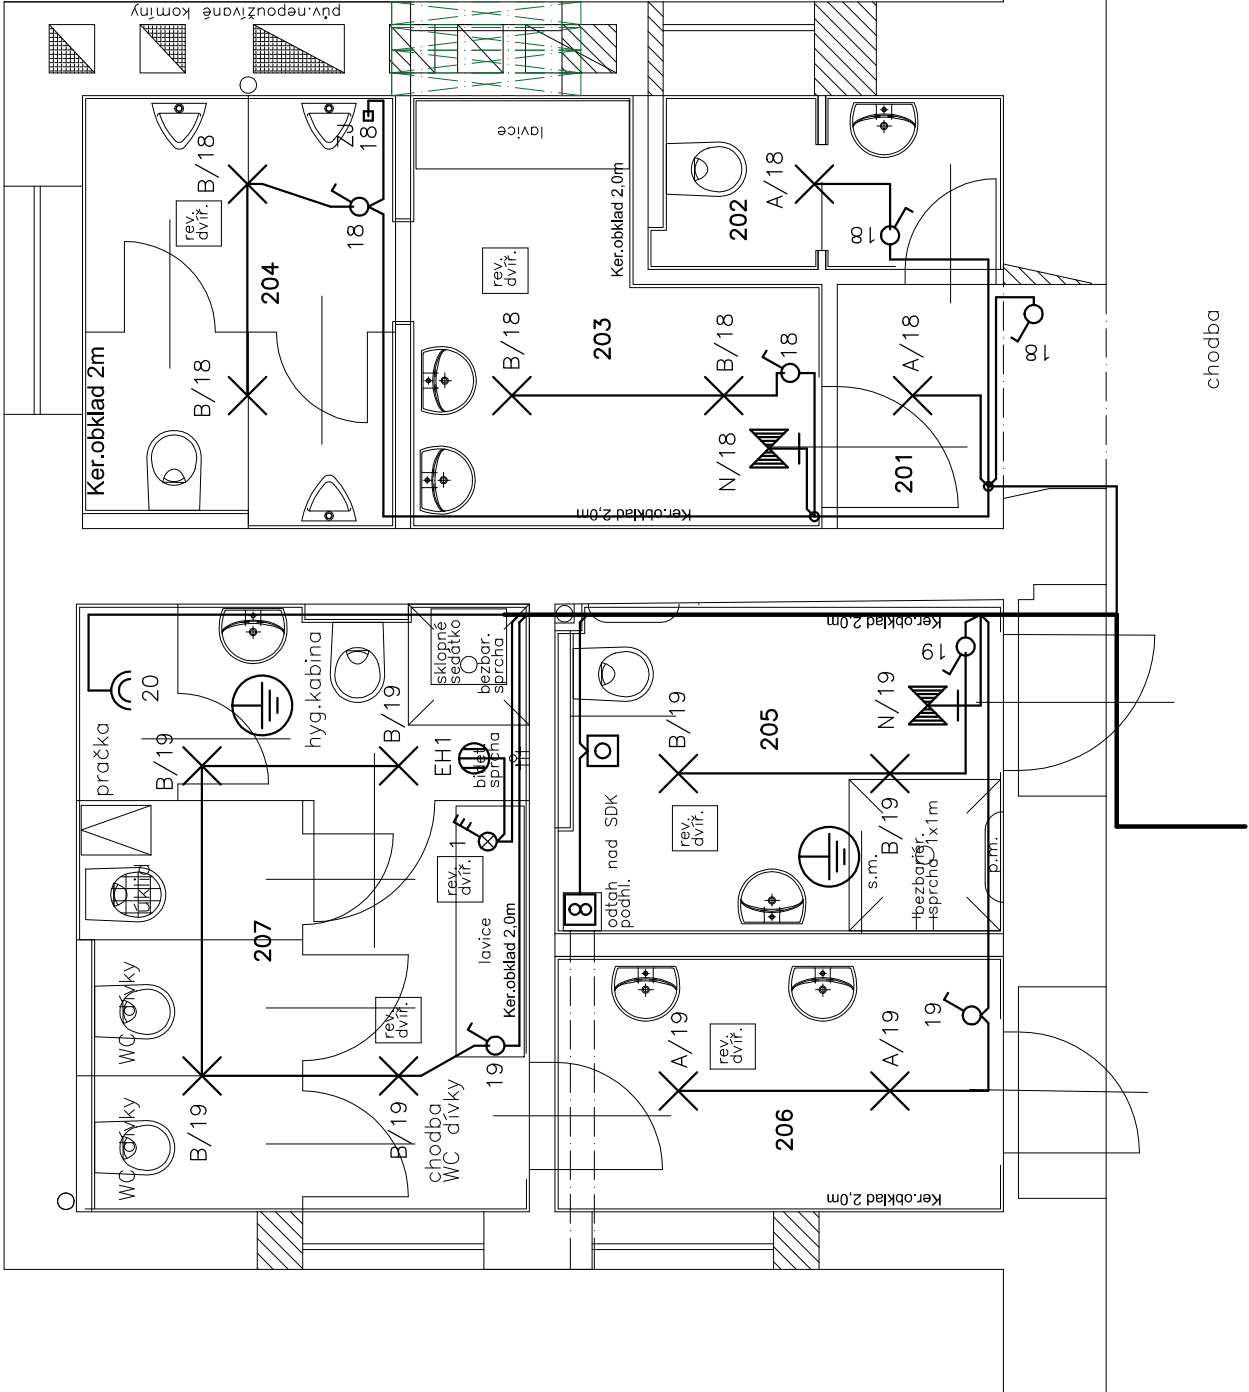 pův.nepoužívané komíny
B/18
ZJ
18
lavice
A/18
rev.
dvíř.
18
204
Ker.obklad 2,0m
202
18
rev.
dvíř.
B/18
Ker.obklad 2m
B/18
203
B/18
18
A/18
18
chodba
N/18
201
Ker.obklad 2,0m
pračka
20
B/19
hyg.kabina
B/19
sklopné
sedátko
bezbar.
sprcha
EH1
bidet.
sprcha
Ker.obklad 2,0m
19
N/19
205
B/19
odtah nad SDK
podhl.
rev.
dvíř.
B/19
s.m.
bezbariér.
sprcha 1x1m
p.m.
úklid
1
rev.
dvíř.
207
lavice
Ker.obklad 2,0m
8
WC dívky
rev.
dvíř.
19
A/19
rev.
dvíř.
A/19
19
WC dívky
B/19
B/19
chodba
WC dívky
206
Ker.obklad 2,0m